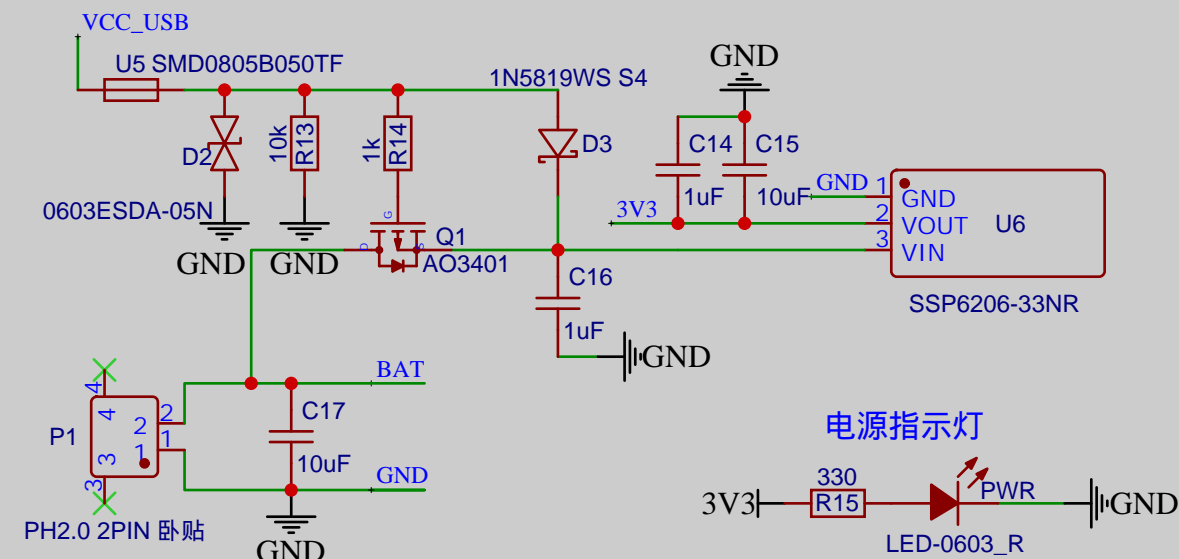 VCC_USB
U5 SMD0805B050TF
GND
1N5819WS S4
D2
10k
R13
1k
R14
D3
C14
C15
1uF
10uF
GND
1
GND
0603ESDA-05N
3V3
2
VOUT
U6
3
VIN
GND
GND
G
D
S
Q1
AO3401
C16
SSP6206-33NR
1uF
GND
BAT
4
4
2
2
C17
P1
1
1
3
3
10uF
GND
电源指示灯
330
3V3
R15
PWR
GND
PH2.0 2PIN 卧贴
GND
LED-0603_R